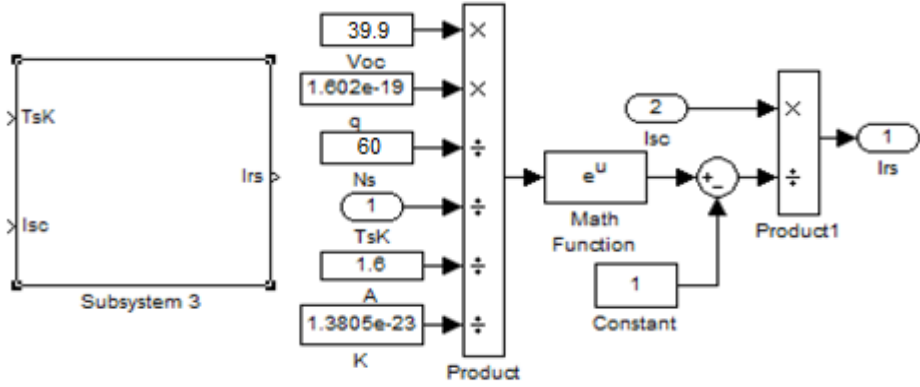 TsK
Isc
Irs
Subsystem 3
39.9
Voc
1.602e-19
q
60
Ns
1
TsK
1.6
A
1.3805e-23
K
×
×
÷
÷
÷
÷
Product
e^u
Math
Function
2
Isc
+
−
1
Constant
×
÷
Product1
1
Irs